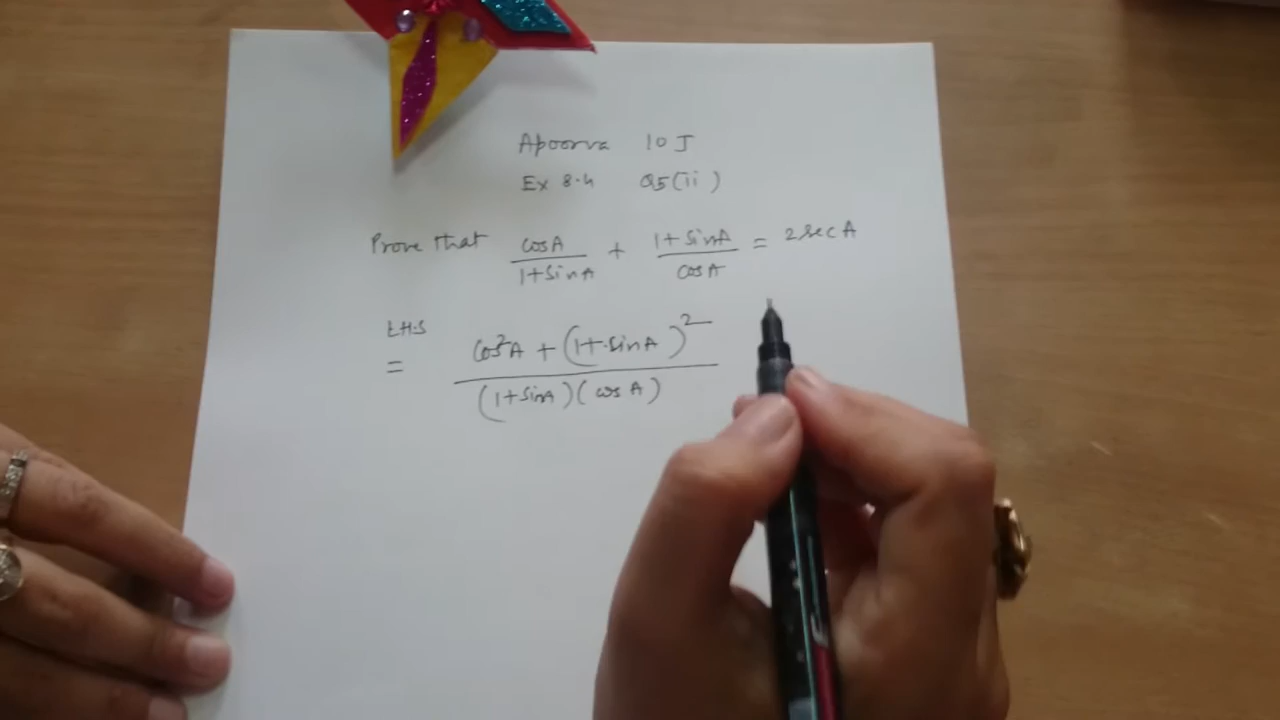 Apoorva 10 J
Ex 8.4 Q5(ii)
Prove that cosA/(1+sinA) + (1+sinA)/cosA = 2secA
LHS
= (cos²A + (1+sinA)²)/((1+sinA)(cosA))